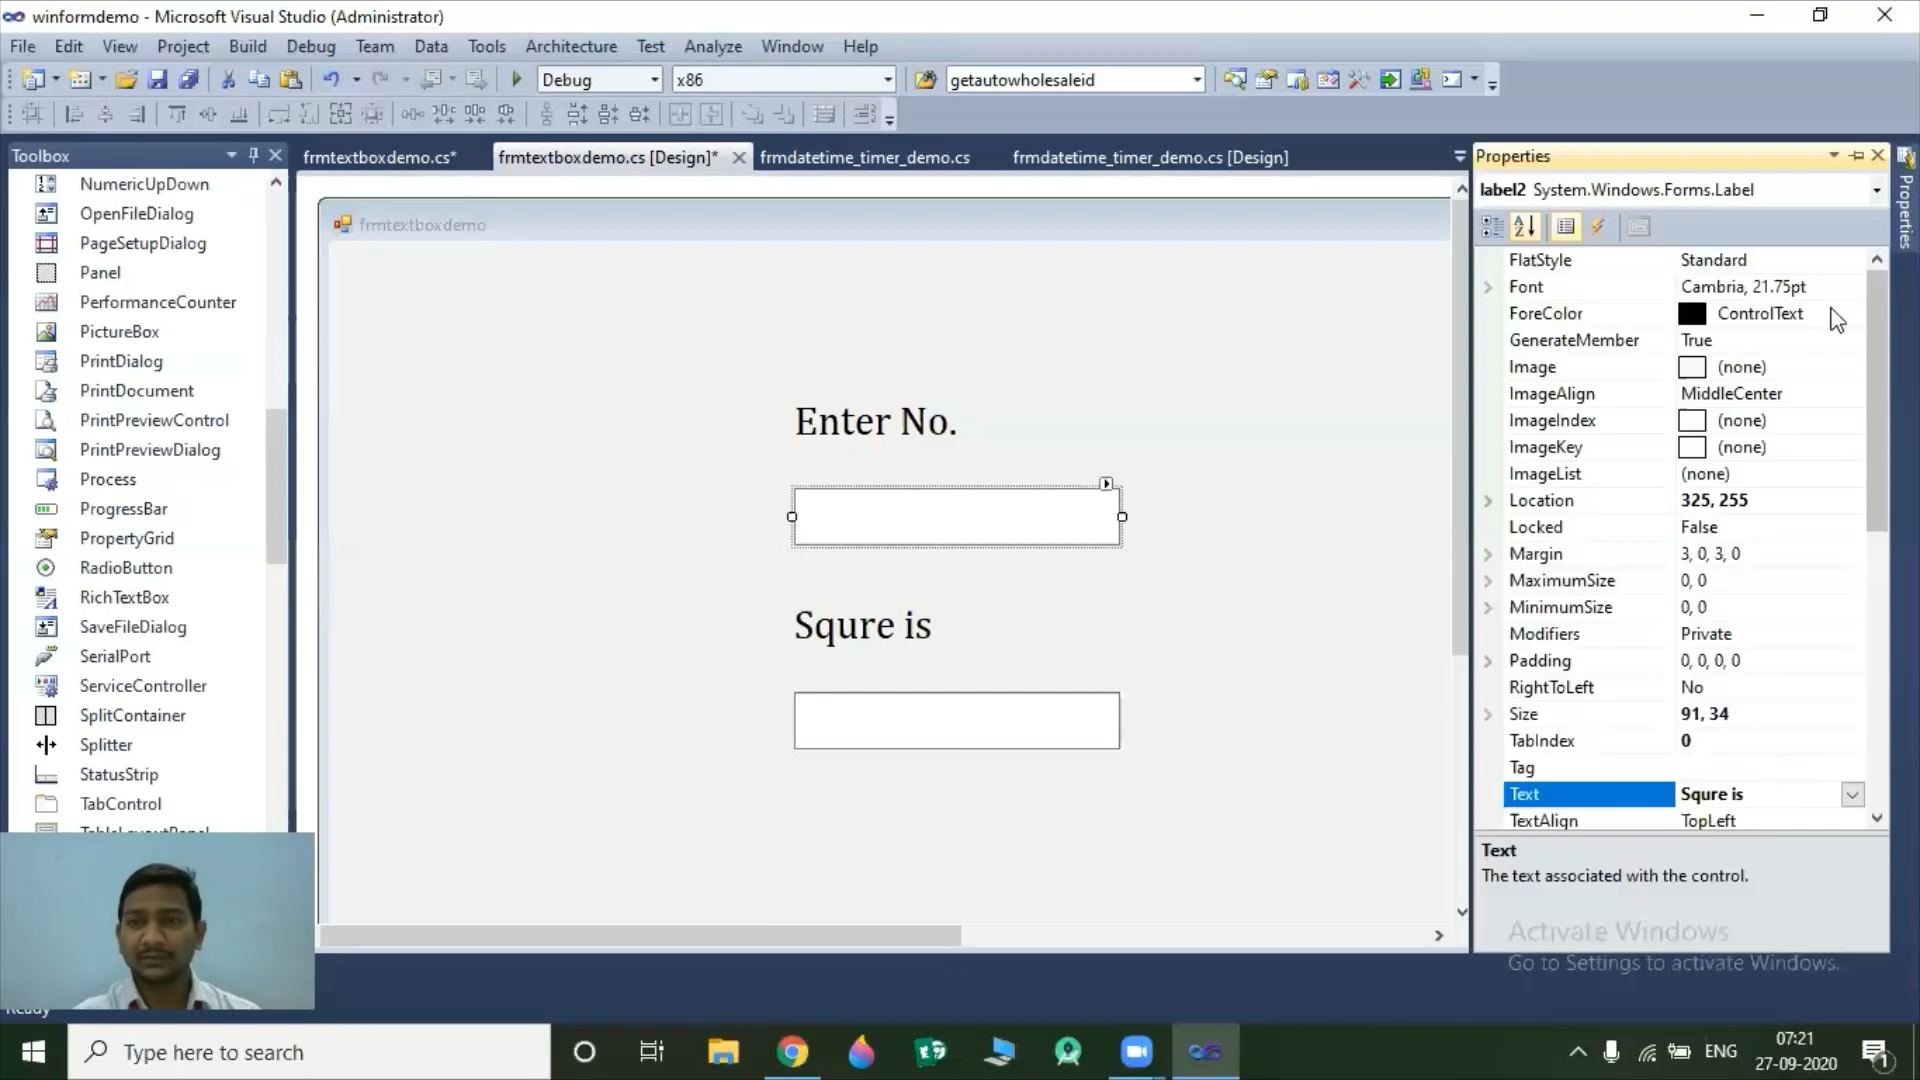 winformdemo - Microsoft Visual Studio (Administrator)
File Edit View Project Build Debug Team Data Tools Architecture Test Analyze Window Help
Debug x86 getautowholesaleid
Toolbox
frmtextboxdemo.cs* frmtextboxdemo.cs [Design]* frmdatetime_timer_demo.cs frmdatetime_timer_demo.cs [Design]
NumericUpDown
OpenFileDialog
PageSetupDialog
Panel
PerformanceCounter
PictureBox
PrintDialog
PrintDocument
PrintPreviewControl
PrintPreviewDialog
Process
ProgressBar
PropertyGrid
RadioButton
RichTextBox
SaveFileDialog
SerialPort
ServiceController
SplitContainer
Splitter
StatusStrip
TabControl
TableLayoutPanel
frmtextboxdemo
Enter No.
Squre is
Properties
label2 System.Windows.Forms.Label
FlatStyle Standard
Font Cambria, 21.75pt
ForeColor ControlText
GenerateMember True
Image (none)
ImageAlign MiddleCenter
ImageIndex (none)
ImageKey (none)
ImageList (none)
Location 325, 255
Locked False
Margin 3, 0, 3, 0
MaximumSize 0, 0
MinimumSize 0, 0
Modifiers Private
Padding 0, 0, 0, 0
RightToLeft No
Size 91, 34
TabIndex 0
Tag
Text Squre is
TextAlign TopLeft
Text
The text associated with the control.
Activate Windows
Go to Settings to activate Windows.
Properties
Ready
Type here to search
ENG
07:21
27-09-2020
1